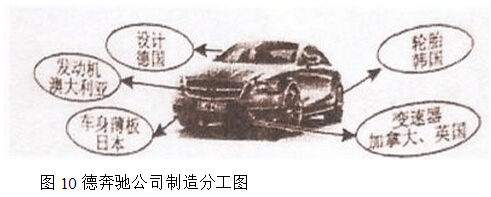 设计
德国
发动机
澳大利亚
车身薄板
日本
轮胎
韩国
变速器
加拿大、英国
图 10 德奔驰公司制造分工图